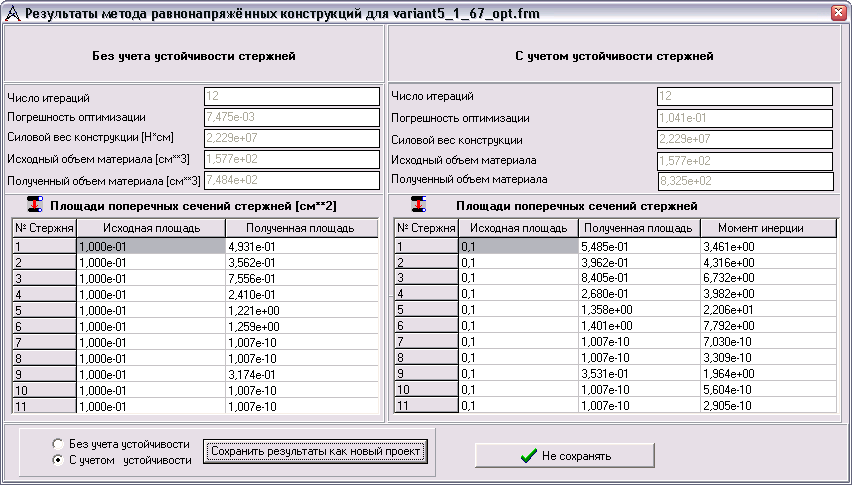 Результаты метода равнонапряжённых конструкций для variant5_1_67_opt.frm
Без учета устойчивости стержней
Число итераций 12
Погрешность оптимизации 7,475e-03
Силовой вес конструкции [Н*см] 2,229e+07
Исходный объем материала [см**3] 1,577e+02
Полученный объем материала [см**3] 7,484e+02
Площади поперечных сечений стержней [см**2]
№ Стержня Исходная площадь Полученная площадь
1 1,000e-01 4,931e-01
2 1,000e-01 3,562e-01
3 1,000e-01 7,556e-01
4 1,000e-01 2,410e-01
5 1,000e-01 1,221e+00
6 1,000e-01 1,259e+00
7 1,000e-01 1,007e-10
8 1,000e-01 1,007e-10
9 1,000e-01 3,174e-01
10 1,000e-01 1,007e-10
11 1,000e-01 1,007e-10
С учетом устойчивости стержней
Число итераций 12
Погрешность оптимизации 1,041e-01
Силовой вес конструкции 2,229e+07
Исходный объем материала 1,577e+02
Полученный объем материала 8,325e+02
Площади поперечных сечений стержней
№ Стержня Исходная площадь Полученная площадь Момент инерции
1 0,1 5,485e-01 3,461e+00
2 0,1 3,962e-01 4,316e+00
3 0,1 8,405e-01 6,732e+00
4 0,1 2,680e-01 3,982e+00
5 0,1 1,358e+00 2,206e+01
6 0,1 1,401e+00 7,792e+00
7 0,1 1,007e-10 7,030e-10
8 0,1 1,007e-10 3,309e-10
9 0,1 3,531e-01 1,964e+00
10 0,1 1,007e-10 5,604e-10
11 0,1 1,007e-10 2,905e-10
Без учета устойчивости
С учетом устойчивости
Сохранить результаты как новый проект
Не сохранять